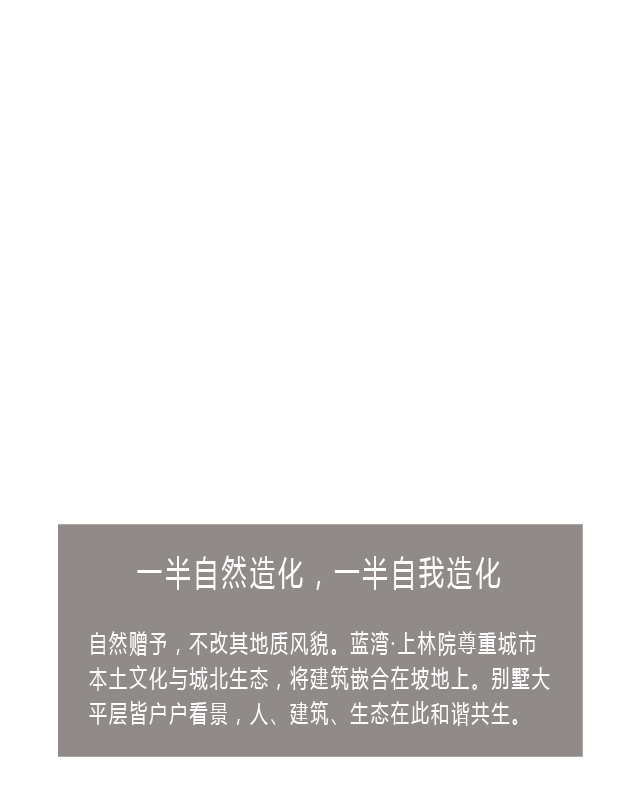 一半自然造化，一半自我造化
自然赠予，不改其地质风貌。蓝湾·上林院尊重城市
本土文化与城北生态，将建筑嵌合在坡地上。别墅大
平层皆户户看景，人、建筑、生态在此和谐共生。